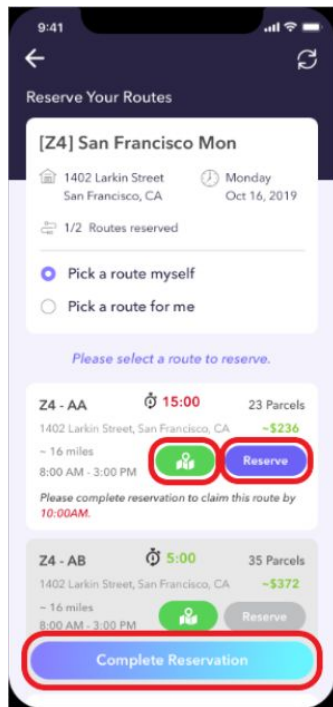 9:41
Reserve Your Routes
[Z4] San Francisco Mon
1402 Larkin Street
San Francisco, CA
Monday
Oct 16, 2019
1/2 Routes reserved
Pick a route myself
Pick a route for me
Please select a route to reserve.
Z4 - AA
15:00
23 Parcels
1402 Larkin Street, San Francisco, CA
~$236
~ 16 miles
8:00 AM - 3:00 PM
Reserve
Please complete reservation to claim this route by
10:00AM.
Z4 - AB
5:00
35 Parcels
1402 Larkin Street, San Francisco, CA
~$372
~ 16 miles
8:00 AM - 3:00 PM
Reserve
Complete Reservation